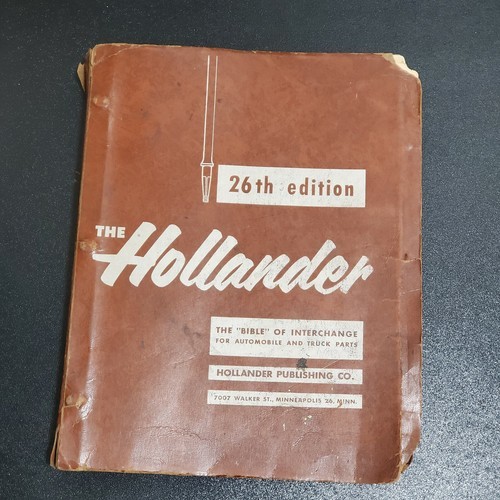 26th edition
THE
Hollander
THE "BIBLE" OF INTERCHANGE
FOR AUTOMOBILE AND TRUCK PARTS
HOLLANDER PUBLISHING CO.
7007 WALKER ST., MINNEAPOLIS 26, MINN.